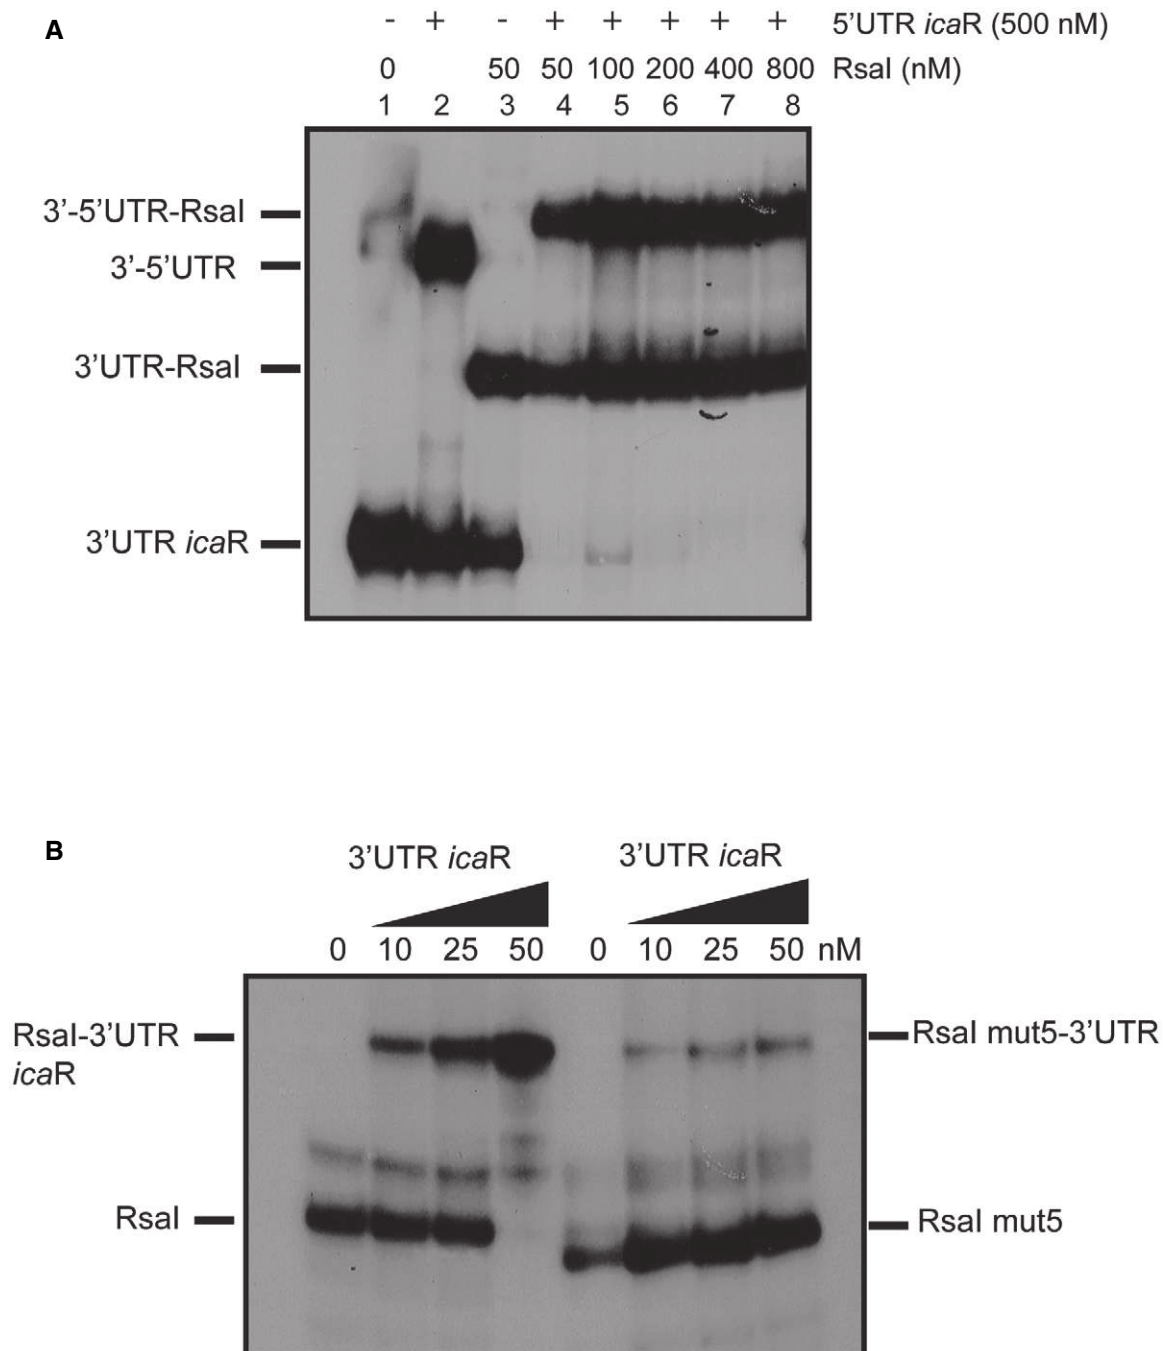 A
- + - + + + + + 5'UTR icaR (500 nM)
0 50 50 100 200 400 800 RsaI (nM)
1 2 3 4 5 6 7 8
3'-5'UTR-RsaI
3'-5'UTR
3'UTR-RsaI
3'UTR icaR
B
3'UTR icaR 3'UTR icaR
0 10 25 50 0 10 25 50 nM
RsaI-3'UTR
icaR
RsaI mut5-3'UTR
RsaI
RsaI mut5